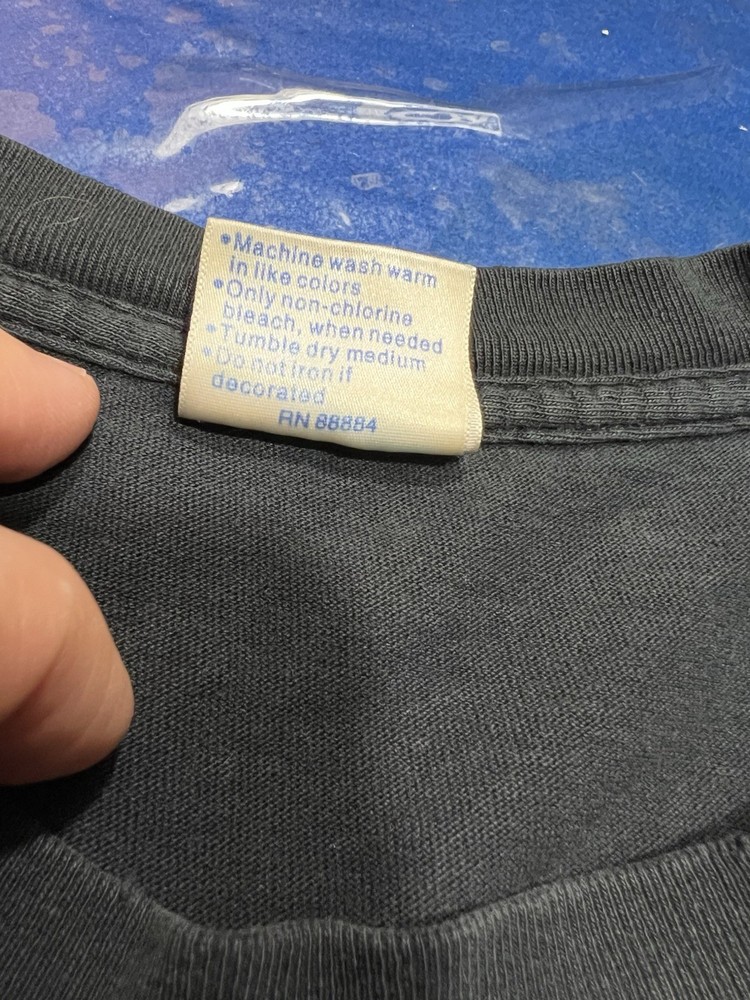 •Machine wash warm
in like colors
•Only non-chlorine
bleach, when needed
•Tumble dry medium
•Do not iron if
decorated
RN 88884